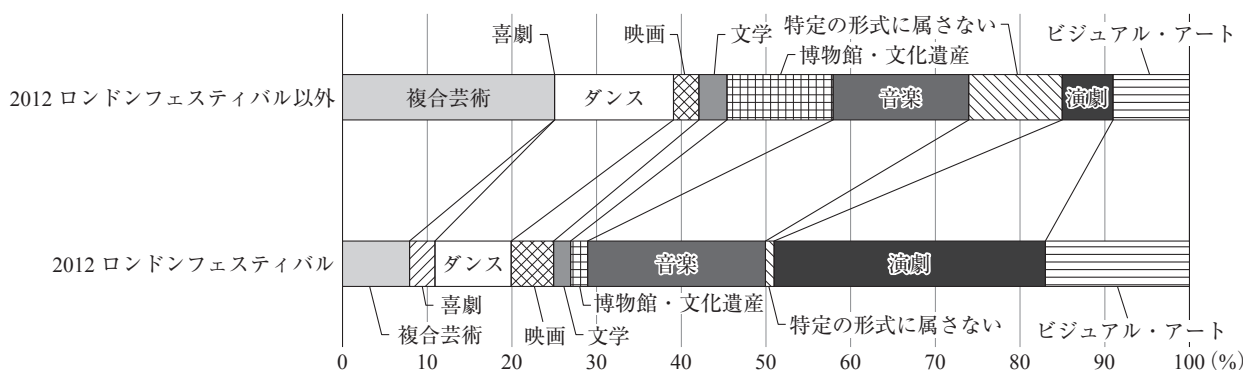 喜劇 映画 文学 特定の形式に属さない ビジュアル・アート
博物館・文化遺産
2012 ロンドンフェスティバル以外 複合芸術 ダンス 音楽 演劇
2012 ロンドンフェスティバル ダンス 音楽 演劇
喜劇 博物館・文化遺産
複合芸術 映画 文学 特定の形式に属さない ビジュアル・アート
0 10 20 30 40 50 60 70 80 90 100 (%)